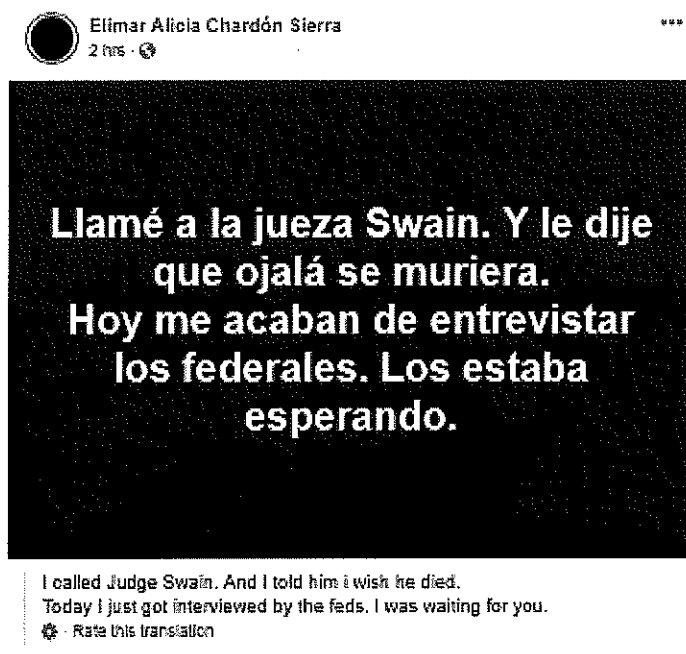 Elimar Alicia Chardón Sierra
2 hrs ·
Llamé a la jueza Swain. Y le dije
que ojalá se muriera.
Hoy me acaban de entrevistar
los federales. Los estaba
esperando.
I called Judge Swain. And I told him i wish he died.
Today I just got interviewed by the feds. I was waiting for you.
· Rate this translation